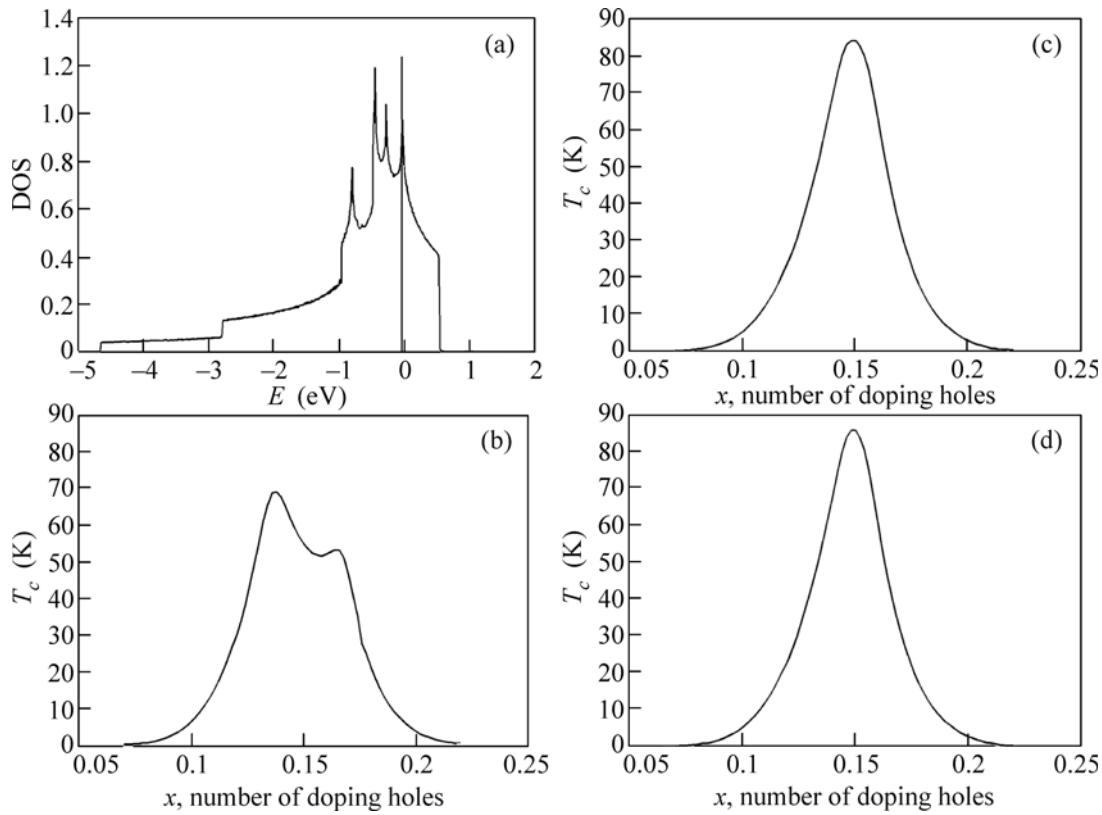 (a)
DOS
1.4
1.2
1.0
0.8
0.6
0.4
0.2
0
–5 –4 –3 –2 –1 0 1 2
E (eV)
(c)
T_c (K)
90
80
70
60
50
40
30
20
10
0
0.05 0.1 0.15 0.2 0.25
x, number of doping holes
(b)
T_c (K)
90
80
70
60
50
40
30
20
10
0
0.05 0.1 0.15 0.2 0.25
x, number of doping holes
(d)
T_c (K)
90
80
70
60
50
40
30
20
10
0
0.05 0.1 0.15 0.2 0.25
x, number of doping holes